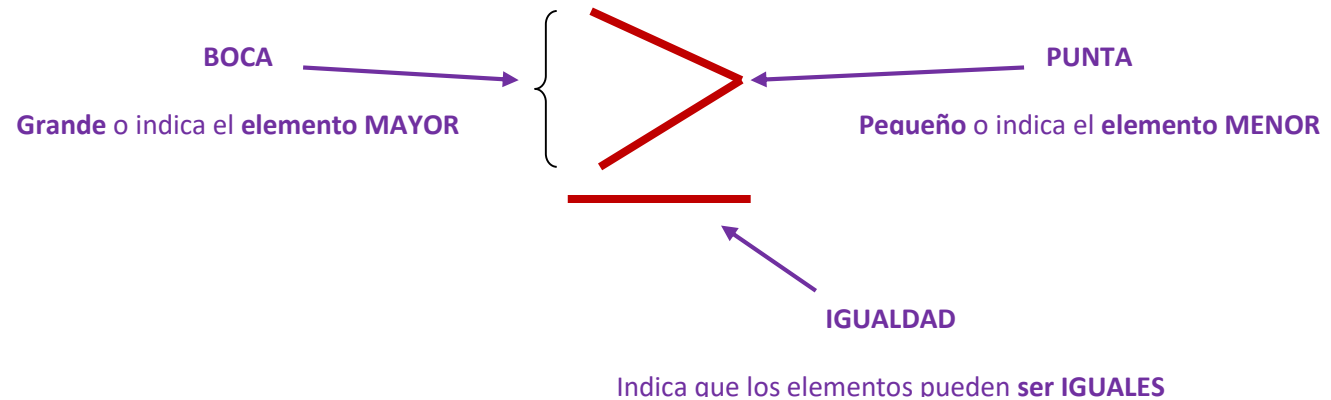 BOCA
PUNTA
Grande o indica el elemento MAYOR
Pequeño o indica el elemento MENOR
IGUALDAD
Indica que los elementos pueden ser IGUALES